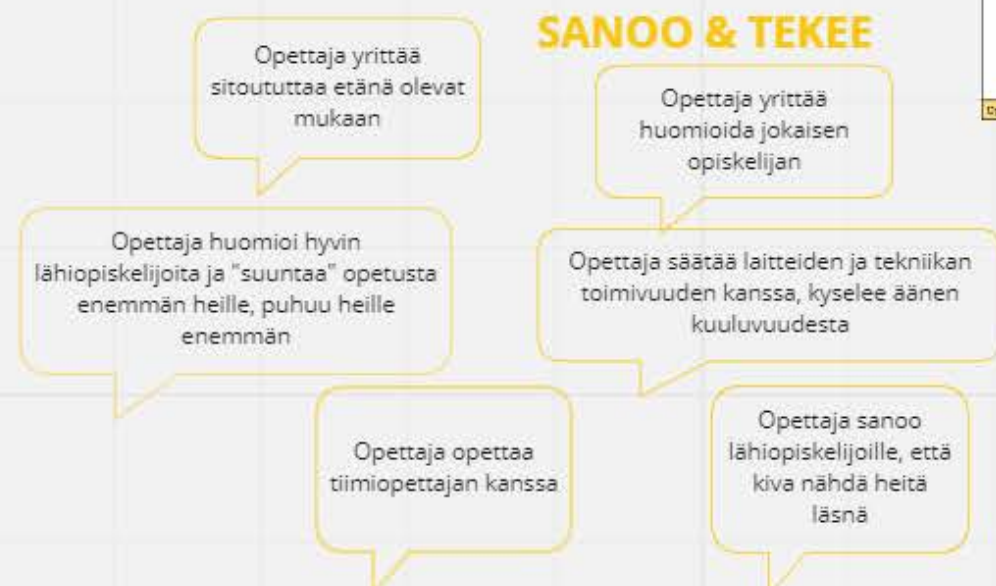 SANOO & TEKEE
Opettaja yrittää
sitoututtaa etänä olevat
mukaan
Opettaja yrittää
huomioida jokaisen
opiskelijan
Opettaja huomioi hyvin
lähiopiskelijoita ja "suuntaa" opetusta
enemmän heille, puhuu heille
enemmän
Opettaja säätää laitteiden ja tekniikan
toimivuuden kanssa, kyselee äänen
kuuluvuudesta
Opettaja opettaa
tiimiopettajan kanssa
Opettaja sanoo
lähiopiskelijoille, että
kiva nähdä heitä
läsnä